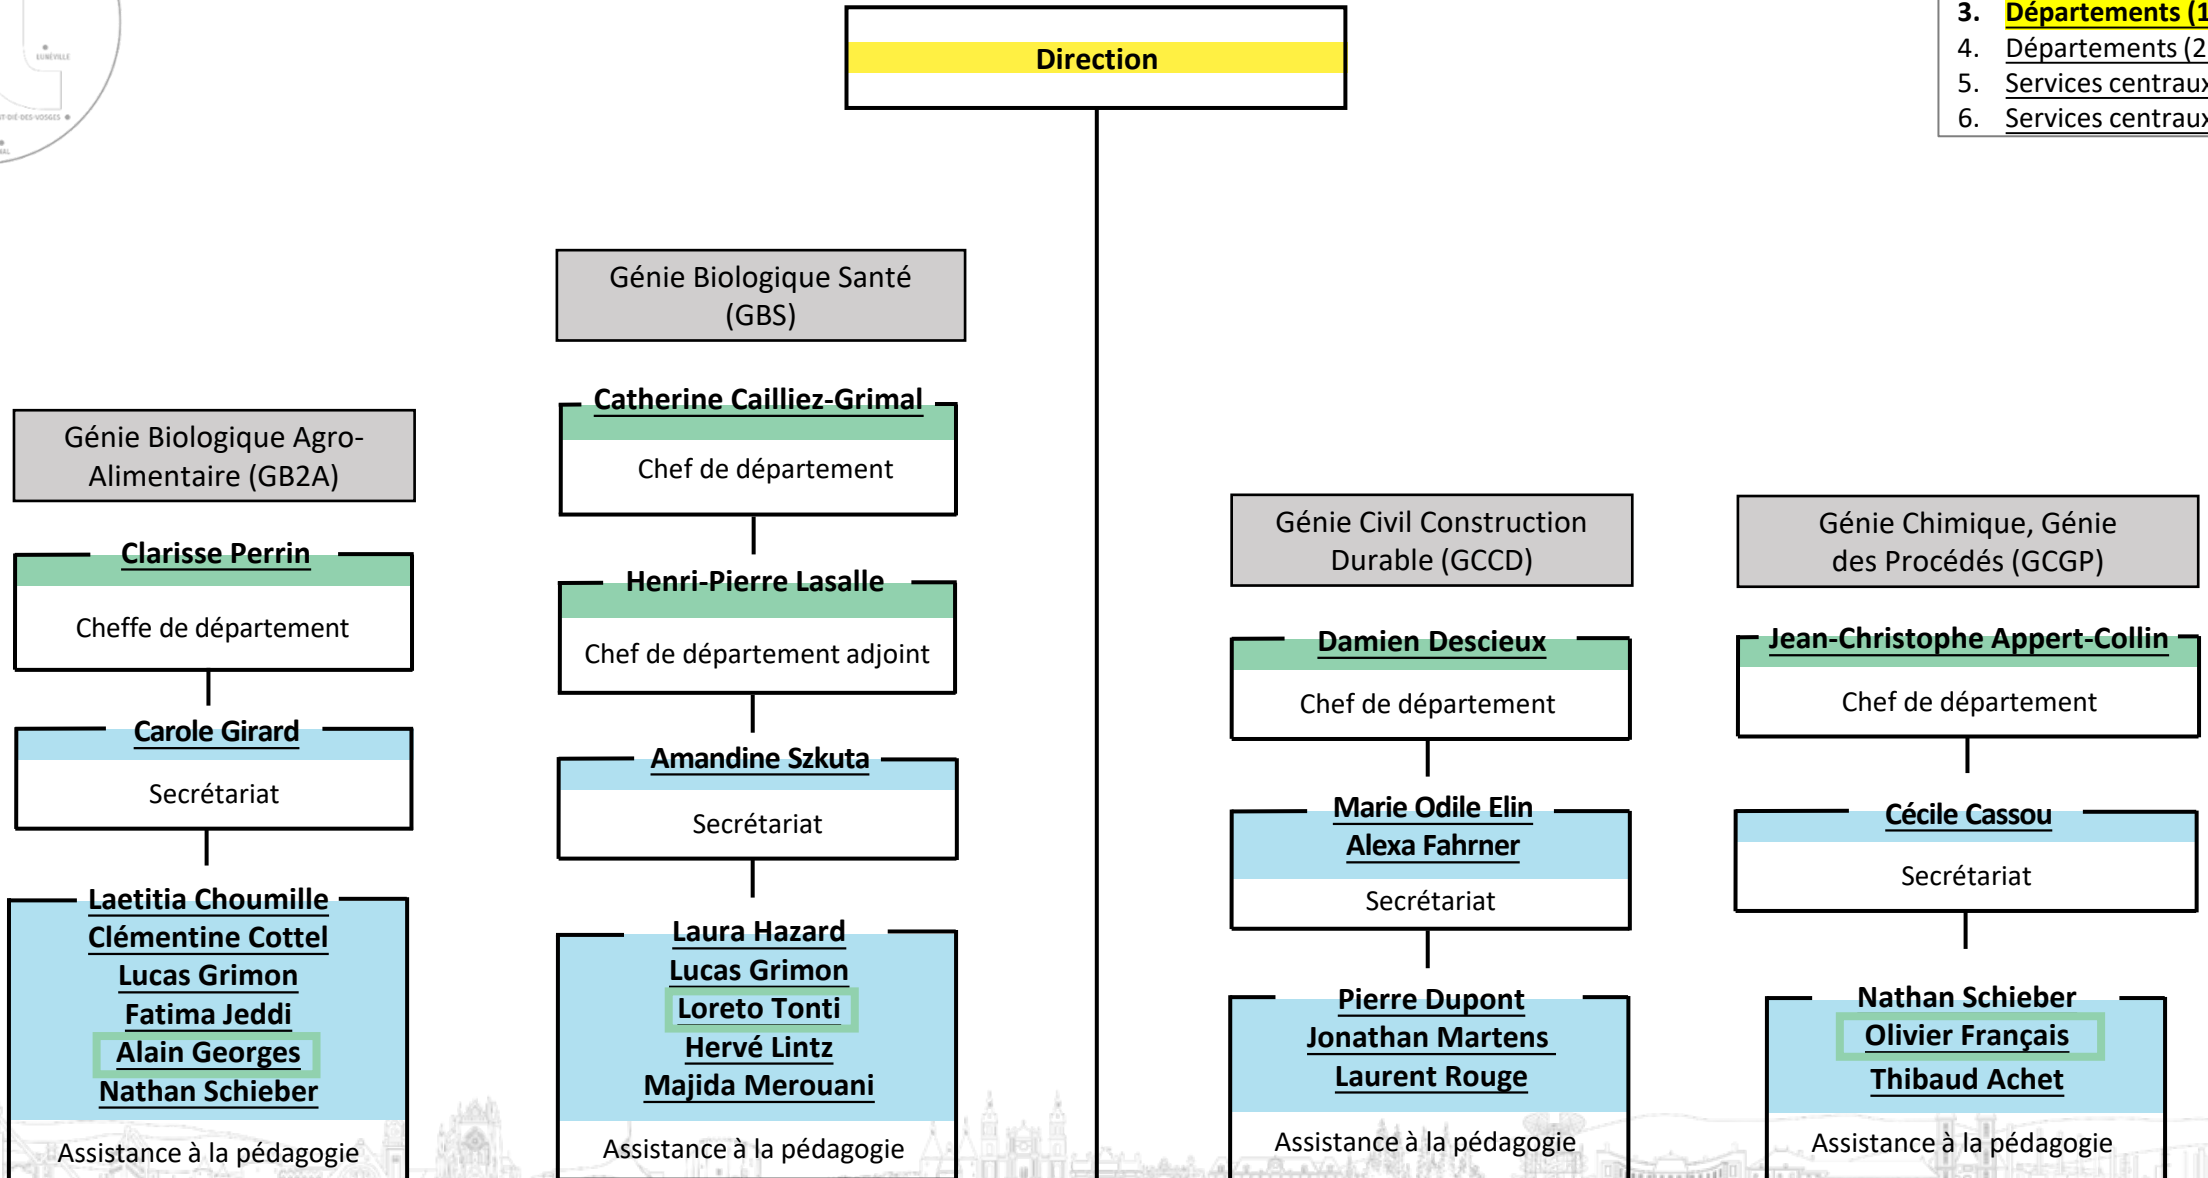 LUNÉVILLE
Direction
3. Départements (1
4. Départements (2
5. Services centraux
6. Services centraux
Génie Biologique Agro-
Alimentaire (GB2A)
Clarisse Perrin
Cheffe de département
Carole Girard
Secrétariat
Laetitia Choumille
Clémentine Cottel
Lucas Grimon
Fatima Jeddi
Alain Georges
Nathan Schieber
Assistance à la pédagogie
Génie Biologique Santé
(GBS)
Catherine Cailliez-Grimal
Chef de département
Henri-Pierre Lasalle
Chef de département adjoint
Amandine Szkuta
Secrétariat
Laura Hazard
Lucas Grimon
Loreto Tonti
Hervé Lintz
Majida Merouani
Assistance à la pédagogie
Génie Civil Construction
Durable (GCCD)
Damien Descieux
Chef de département
Marie Odile Elin
Alexa Fahrner
Secrétariat
Pierre Dupont
Jonathan Martens
Laurent Rouge
Assistance à la pédagogie
Génie Chimique, Génie
des Procédés (GCGP)
Jean-Christophe Appert-Collin
Chef de département
Cécile Cassou
Secrétariat
Nathan Schieber
Olivier Français
Thibaud Achet
Assistance à la pédagogie